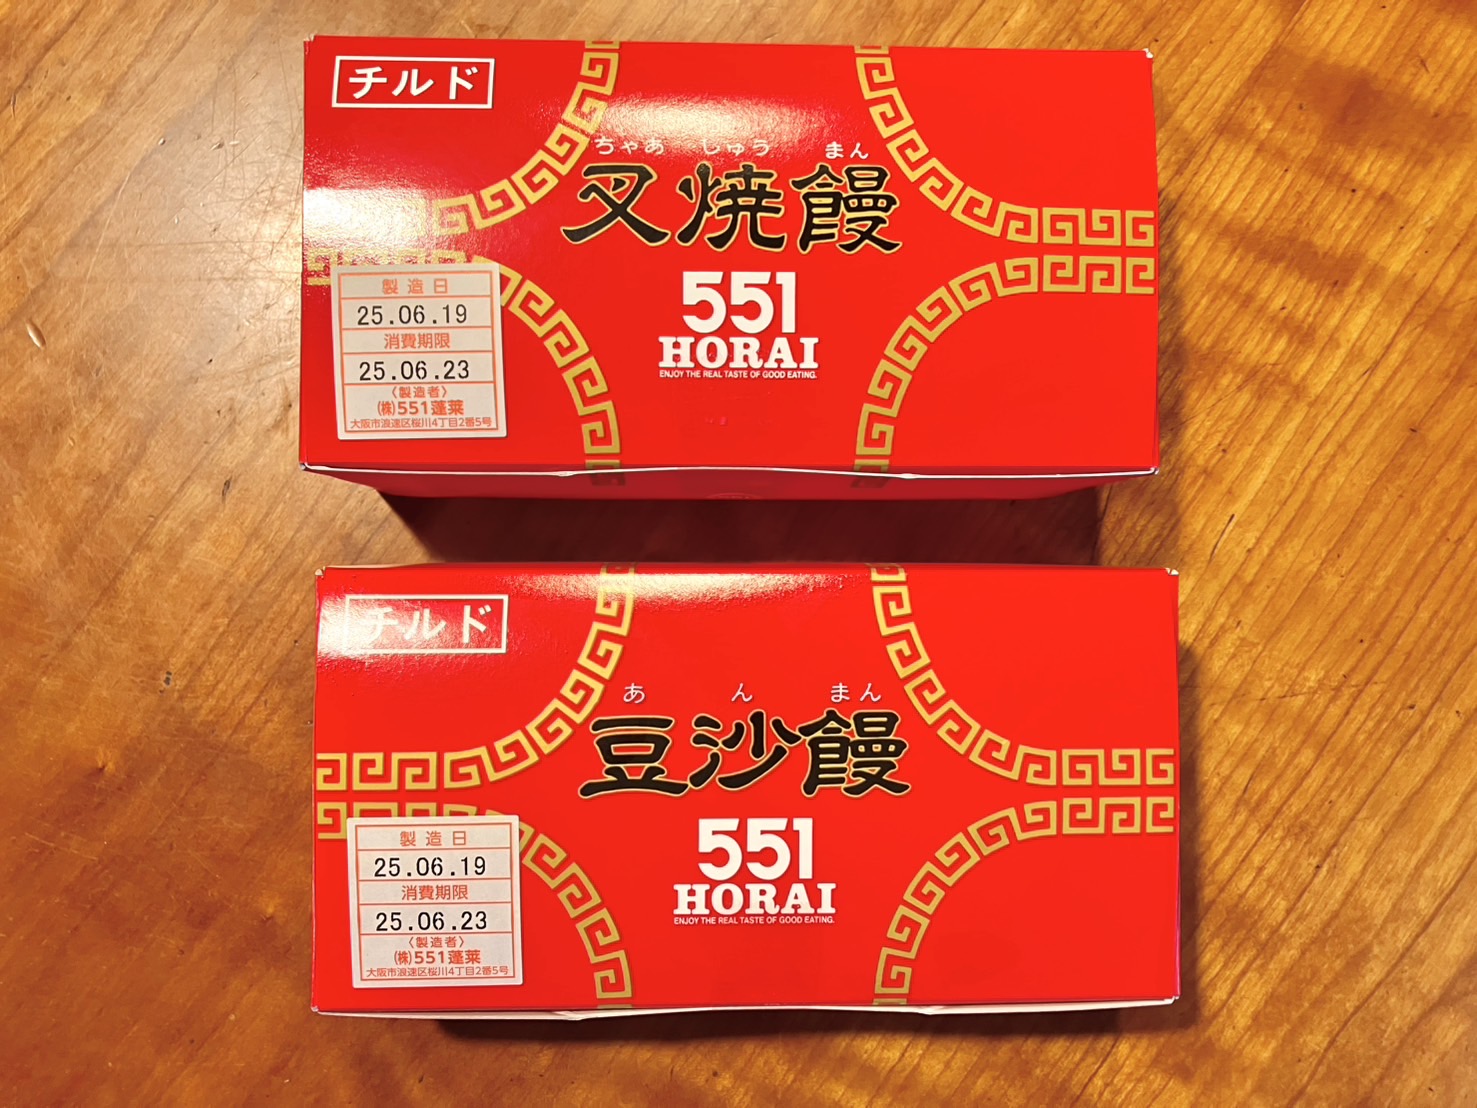 チルド
ちゃあ しゅう まん
叉焼饅
551
HORAI
ENJOY THE REAL TASTE OF GOOD EATING.
製造日
25.06.19
消費期限
25.06.23
〈製造者〉
(株)551蓬莱
大阪市浪速区桜川4丁目2番5号
チルド
あ ん まん
豆沙饅
551
HORAI
ENJOY THE REAL TASTE OF GOOD EATING.
製造日
25.06.19
消費期限
25.06.23
〈製造者〉
(株)551蓬莱
大阪市浪速区桜川4丁目2番5号